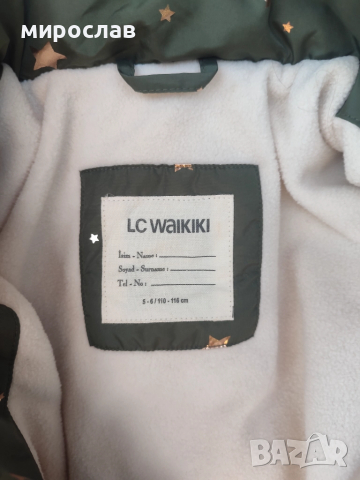 мирослав
LC WAIKIKI
İsim - Name :
Soyad - Surname :
Tel - No :
5 - 6 / 110 - 116 cm
BAZAR